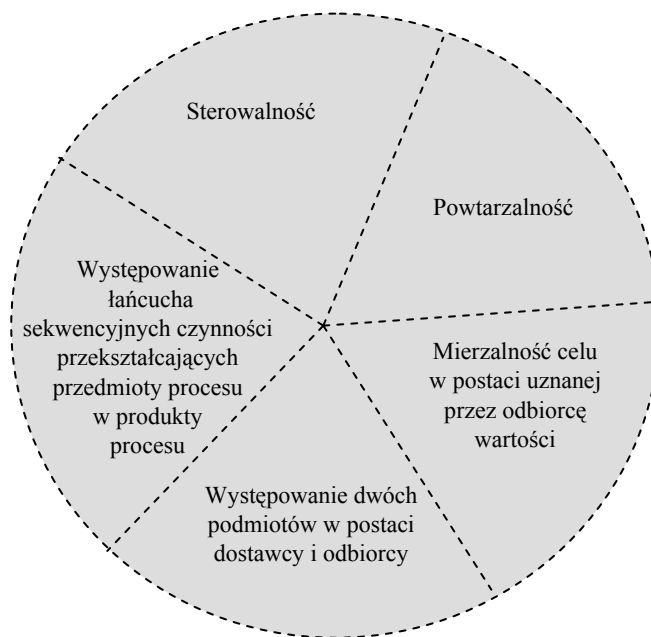 Sterowalność
Powtarzalność
Występowanie
łańcucha
sekwencyjnych czynności
przekształcających
przedmioty procesu
w produkty
procesu
Mierzalność celu
w postaci uznanej
przez odbiorcę
wartości
Występowanie dwóch
podmiotów w postaci
dostawcy i odbiorcy